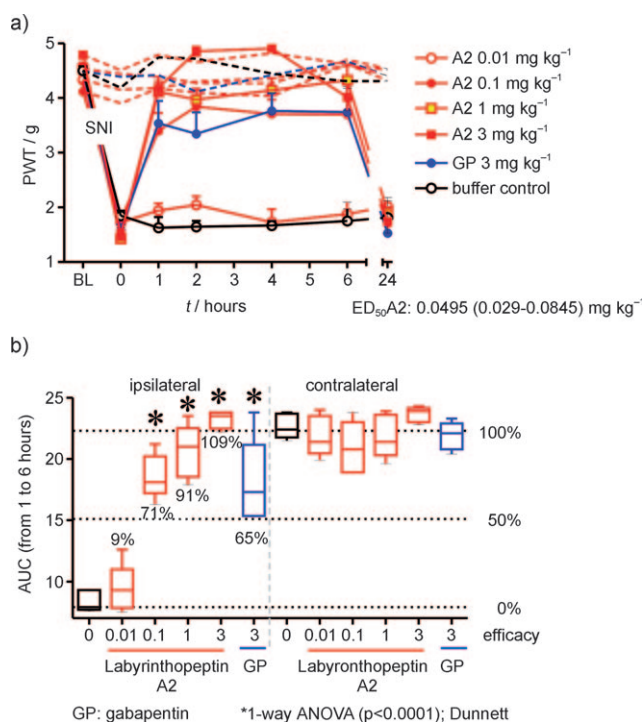 a)
5
4
3
2
1
PWT / g
SNI
BL 0 1 2 3 4 5 6 24
t / hours
A2 0.01 mg kg⁻¹
A2 0.1 mg kg⁻¹
A2 1 mg kg⁻¹
A2 3 mg kg⁻¹
GP 3 mg kg⁻¹
buffer control
ED₅₀A2: 0.0495 (0.029-0.0845) mg kg⁻¹
b)
ipsilateral contralateral
25
20
15
10
AUC (from 1 to 6 hours)
* * * *
9%
71%
91%
109%
65%
100%
50%
0%
0 0.01 0.1 1 3 3 0 0.01 0.1 1 3 3 efficacy
Labyrinthopeptin GP Labyronthopeptin GP
A2 A2
GP: gabapentin *1-way ANOVA (p<0.0001); Dunnett